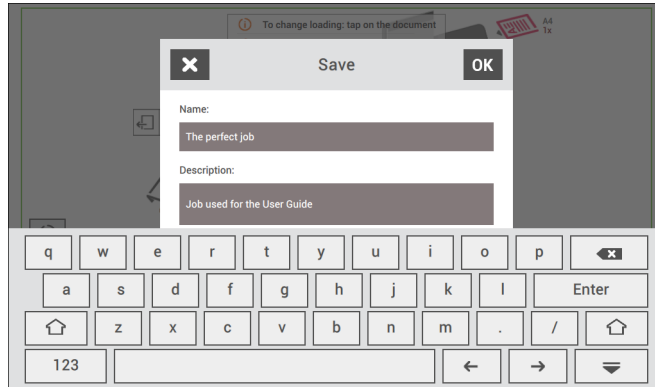 To change loading: tap on the document
A4
1x
Save
OK
Name:
The perfect job
Description:
Job used for the User Guide
q w e r t y u i o p
a s d f g h j k l Enter
z x c v b n m . /
123